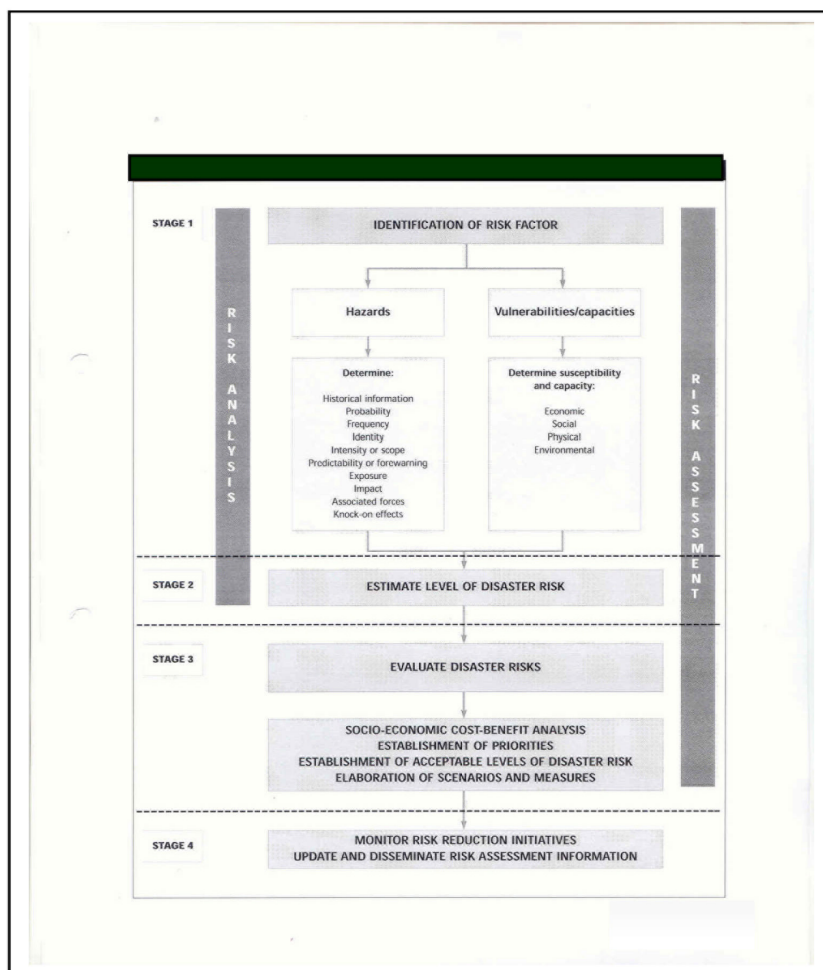 STAGE 1
IDENTIFICATION OF RISK FACTOR
RISK ANALYSIS
RISK ASSESSMENT
Hazards
Vulnerabilities/capacities
Determine:
Historical information
Probability
Frequency
Identity
Intensity or scope
Predictability or forewarning
Exposure
Impact
Associated forces
Knock-on effects
Determine susceptibility
and capacity:
Economic
Social
Physical
Environmental
STAGE 2
ESTIMATE LEVEL OF DISASTER RISK
STAGE 3
EVALUATE DISASTER RISKS
SOCIO-ECONOMIC COST-BENEFIT ANALYSIS
ESTABLISHMENT OF PRIORITIES
ESTABLISHMENT OF ACCEPTABLE LEVELS OF DISASTER RISK
ELABORATION OF SCENARIOS AND MEASURES
STAGE 4
MONITOR RISK REDUCTION INITIATIVES
UPDATE AND DISSEMINATE RISK ASSESSMENT INFORMATION